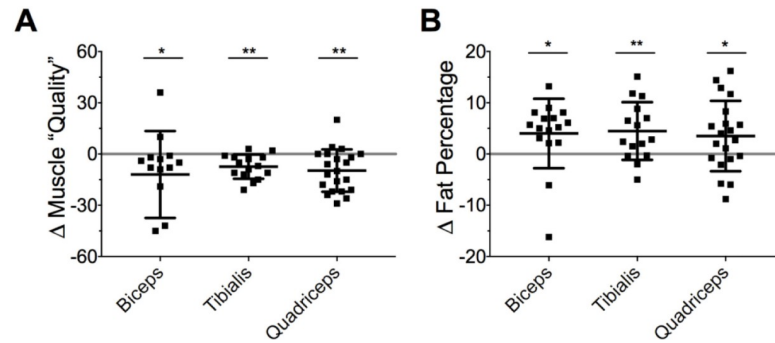 A
Δ Muscle “Quality”
60
30
0
-30
-60
*
**
**
Biceps
Tibialis
Quadriceps
B
Δ Fat Percentage
20
10
0
-10
-20
*
**
*
Biceps
Tibialis
Quadriceps